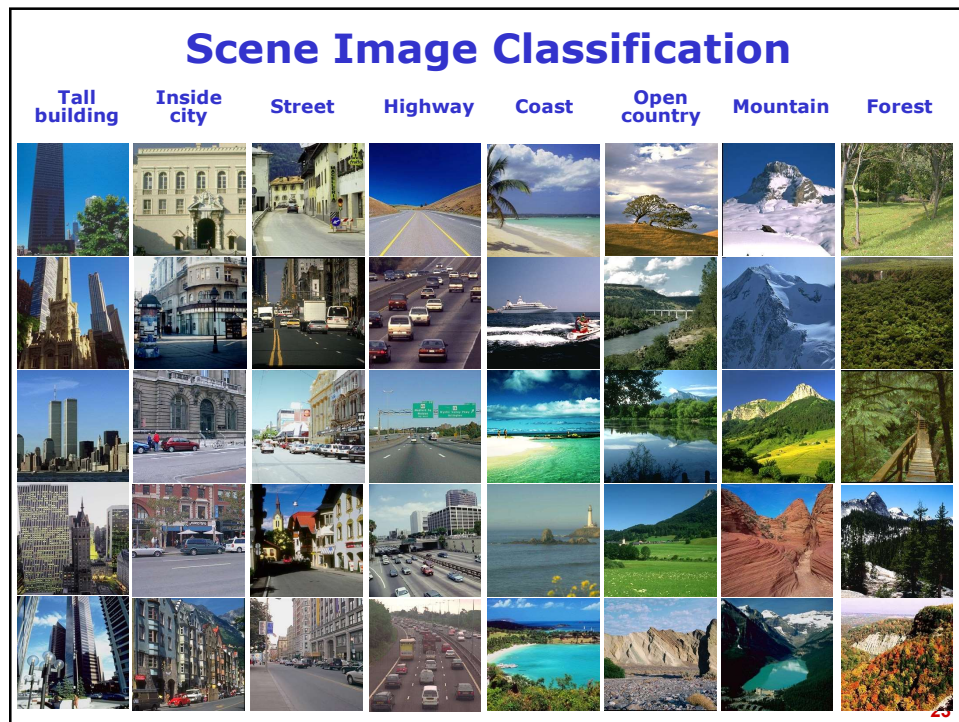 Scene Image Classification
Tall building
Inside city
Street
Highway
Coast
Open country
Mountain
Forest